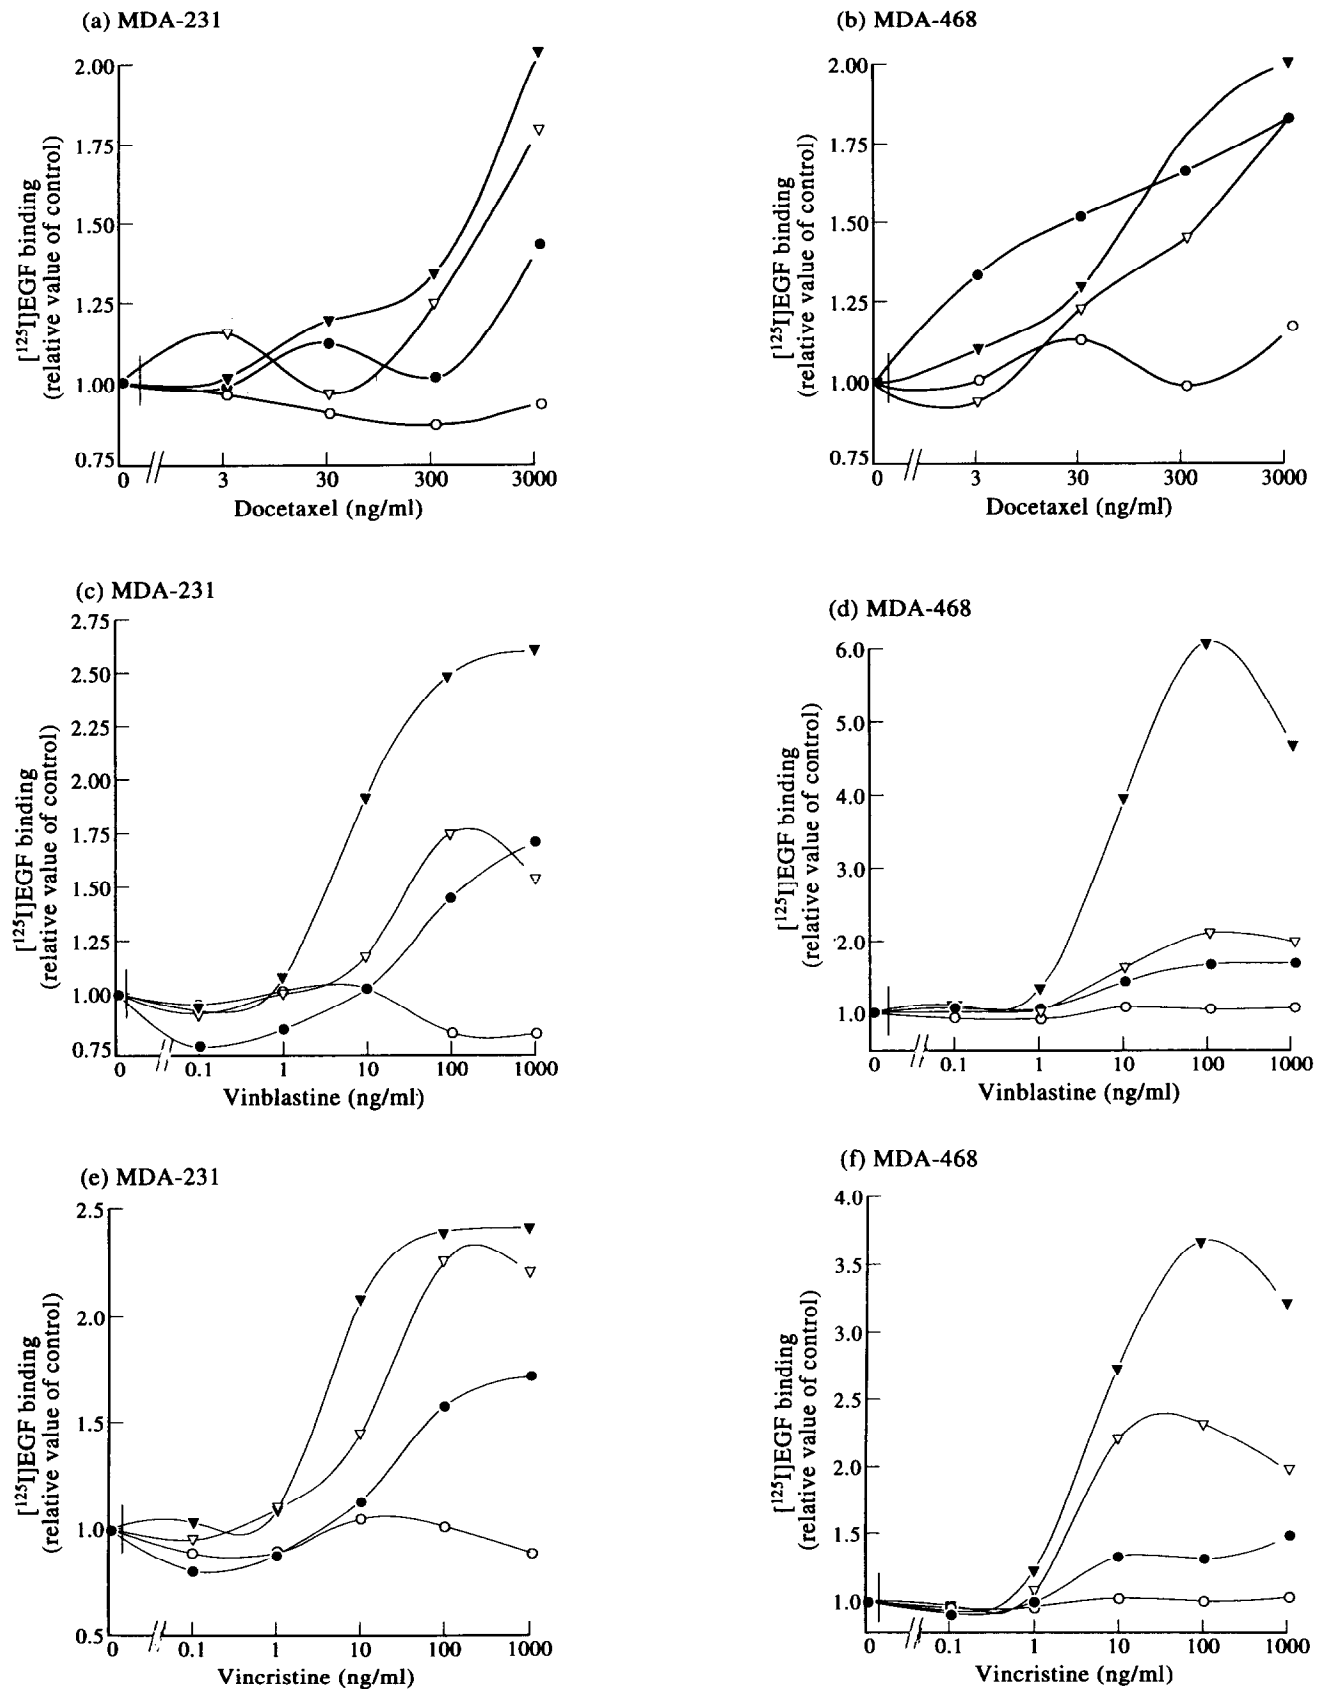 (a) MDA-231
[125I]EGF binding
(relative value of control)
2.00
1.75
1.50
1.25
1.00
0.75
0 3 30 300 3000
Docetaxel (ng/ml)
(b) MDA-468
[125I]EGF binding
(relative value of control)
2.00
1.75
1.50
1.25
1.00
0.75
0 3 30 300 3000
Docetaxel (ng/ml)
(c) MDA-231
[125I]EGF binding
(relative value of control)
2.75
2.50
2.25
2.00
1.75
1.50
1.25
1.00
0.75
0 0.1 1 10 100 1000
Vinblastine (ng/ml)
(d) MDA-468
[125I]EGF binding
(relative value of control)
6.0
5.0
4.0
3.0
2.0
1.0
0 0.1 1 10 100 1000
Vinblastine (ng/ml)
(e) MDA-231
[125I]EGF binding
(relative value of control)
2.5
2.0
1.5
1.0
0.5
0 0.1 1 10 100 1000
Vincristine (ng/ml)
(f) MDA-468
[125I]EGF binding
(relative value of control)
4.0
3.5
3.0
2.5
2.0
1.5
1.0
0 0.1 1 10 100 1000
Vincristine (ng/ml)